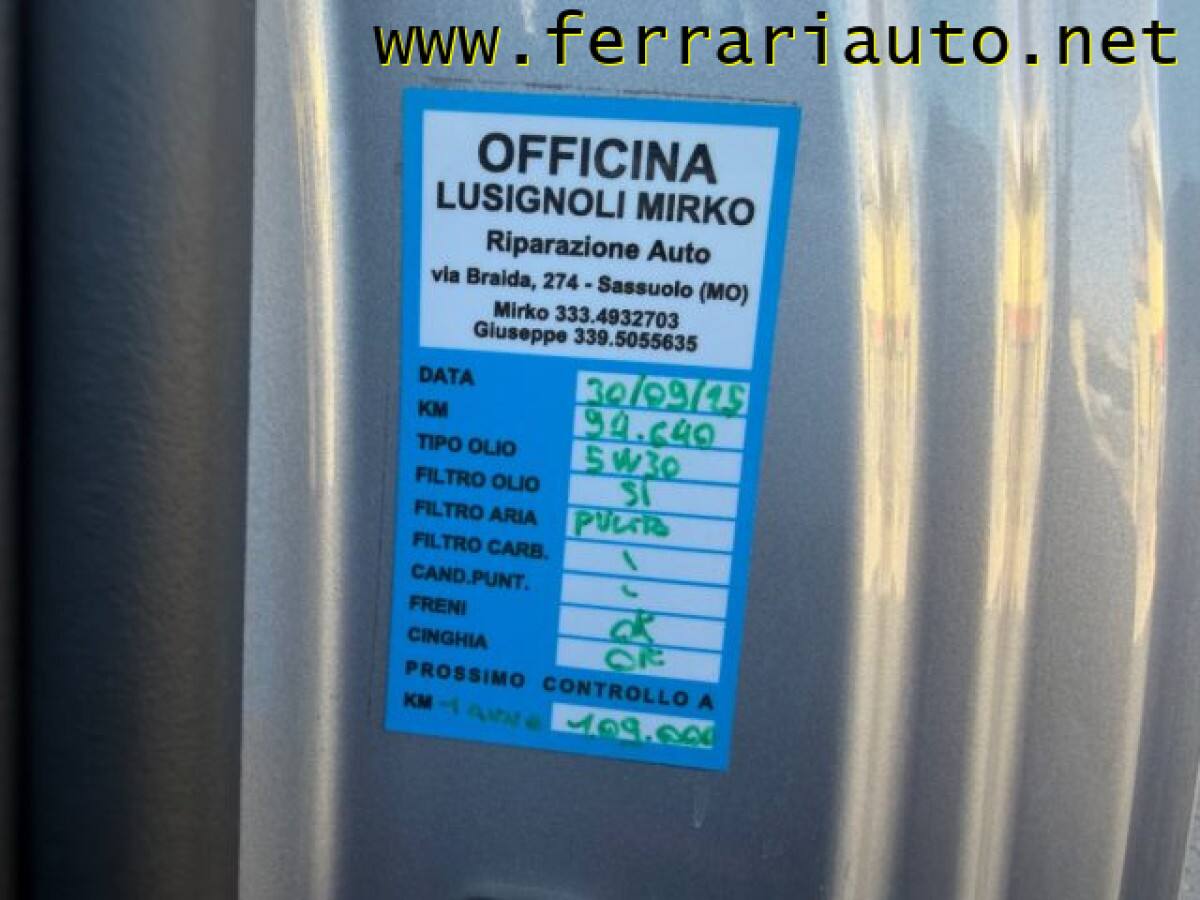 www.ferrariauto.net
OFFICINA
LUSIGNOLI MIRKO
Riparazione Auto
via Braida, 274 - Sassuolo (MO)
Mirko 333.4932703
Giuseppe 339.5055635
DATA 30/09/15
KM 94.640
TIPO OLIO 5W30
FILTRO OLIO SI
FILTRO ARIA PULITO
FILTRO CARB. \
CAND.PUNT.
FRENI OK
CINGHIA OK
PROSSIMO CONTROLLO A
KM 109.000